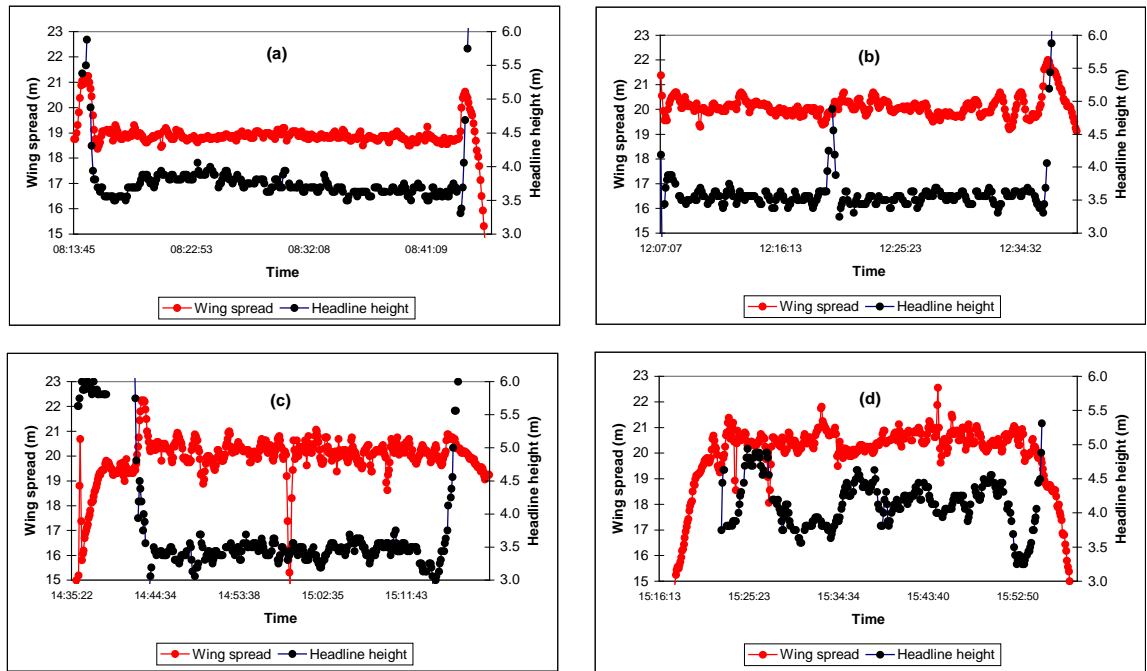 (a)
Wing spread (m)
23
22
21
20
19
18
17
16
15
6.0
5.5
5.0
4.5
4.0
3.5
3.0
Headline height (m)
08:13:45 08:22:53 08:32:08 08:41:09
Time
Wing spread Headline height
(b)
Wing spread (m)
23
22
21
20
19
18
17
16
15
6.0
5.5
5.0
4.5
4.0
3.5
3.0
Headline height (m)
12:07:07 12:16:13 12:25:23 12:34:32
Time
Wing spread Headline height
(c)
Wing spread (m)
23
22
21
20
19
18
17
16
15
6.0
5.5
5.0
4.5
4.0
3.5
3.0
Headline height (m)
14:35:22 14:44:34 14:53:38 15:02:35 15:11:43
Time
Wing spread Headline height
(d)
Wing spread (m)
23
22
21
20
19
18
17
16
15
6.0
5.5
5.0
4.5
4.0
3.5
3.0
Headline height (m)
15:16:13 15:25:23 15:34:34 15:43:40 15:52:50
Time
Wing spread Headline height